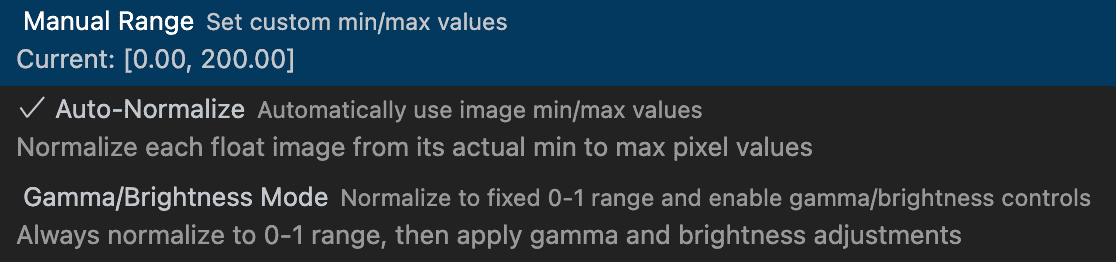 Manual Range Set custom min/max values
Current: [0.00, 200.00]
✓ Auto-Normalize Automatically use image min/max values
Normalize each float image from its actual min to max pixel values
Gamma/Brightness Mode Normalize to fixed 0-1 range and enable gamma/brightness controls
Always normalize to 0-1 range, then apply gamma and brightness adjustments